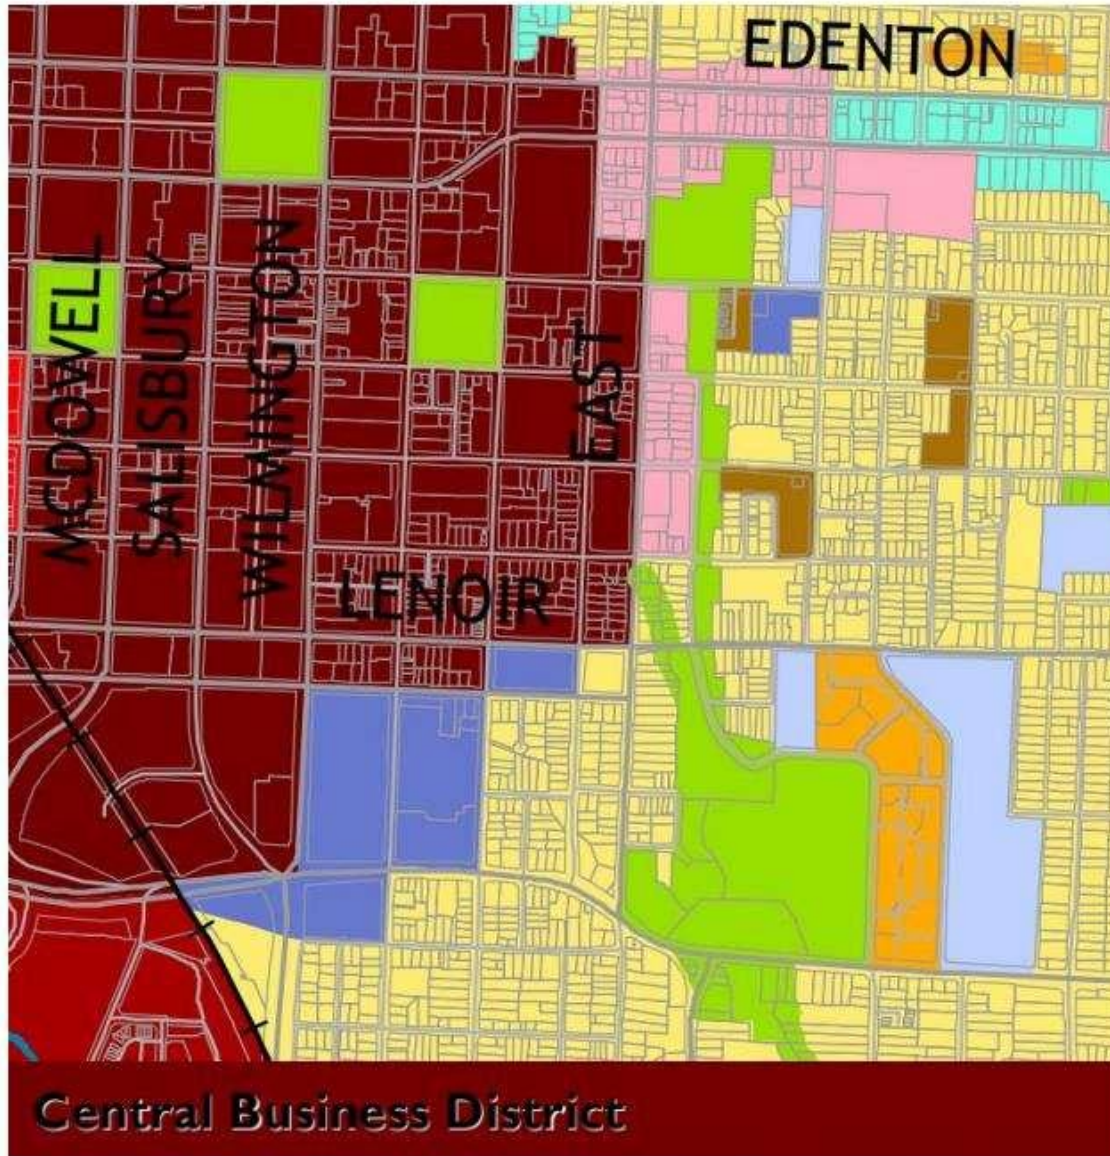 EDENTON
MCDOWELL
SALISBURY
WILMINGTON
EAST
LENOIR
Central Business District